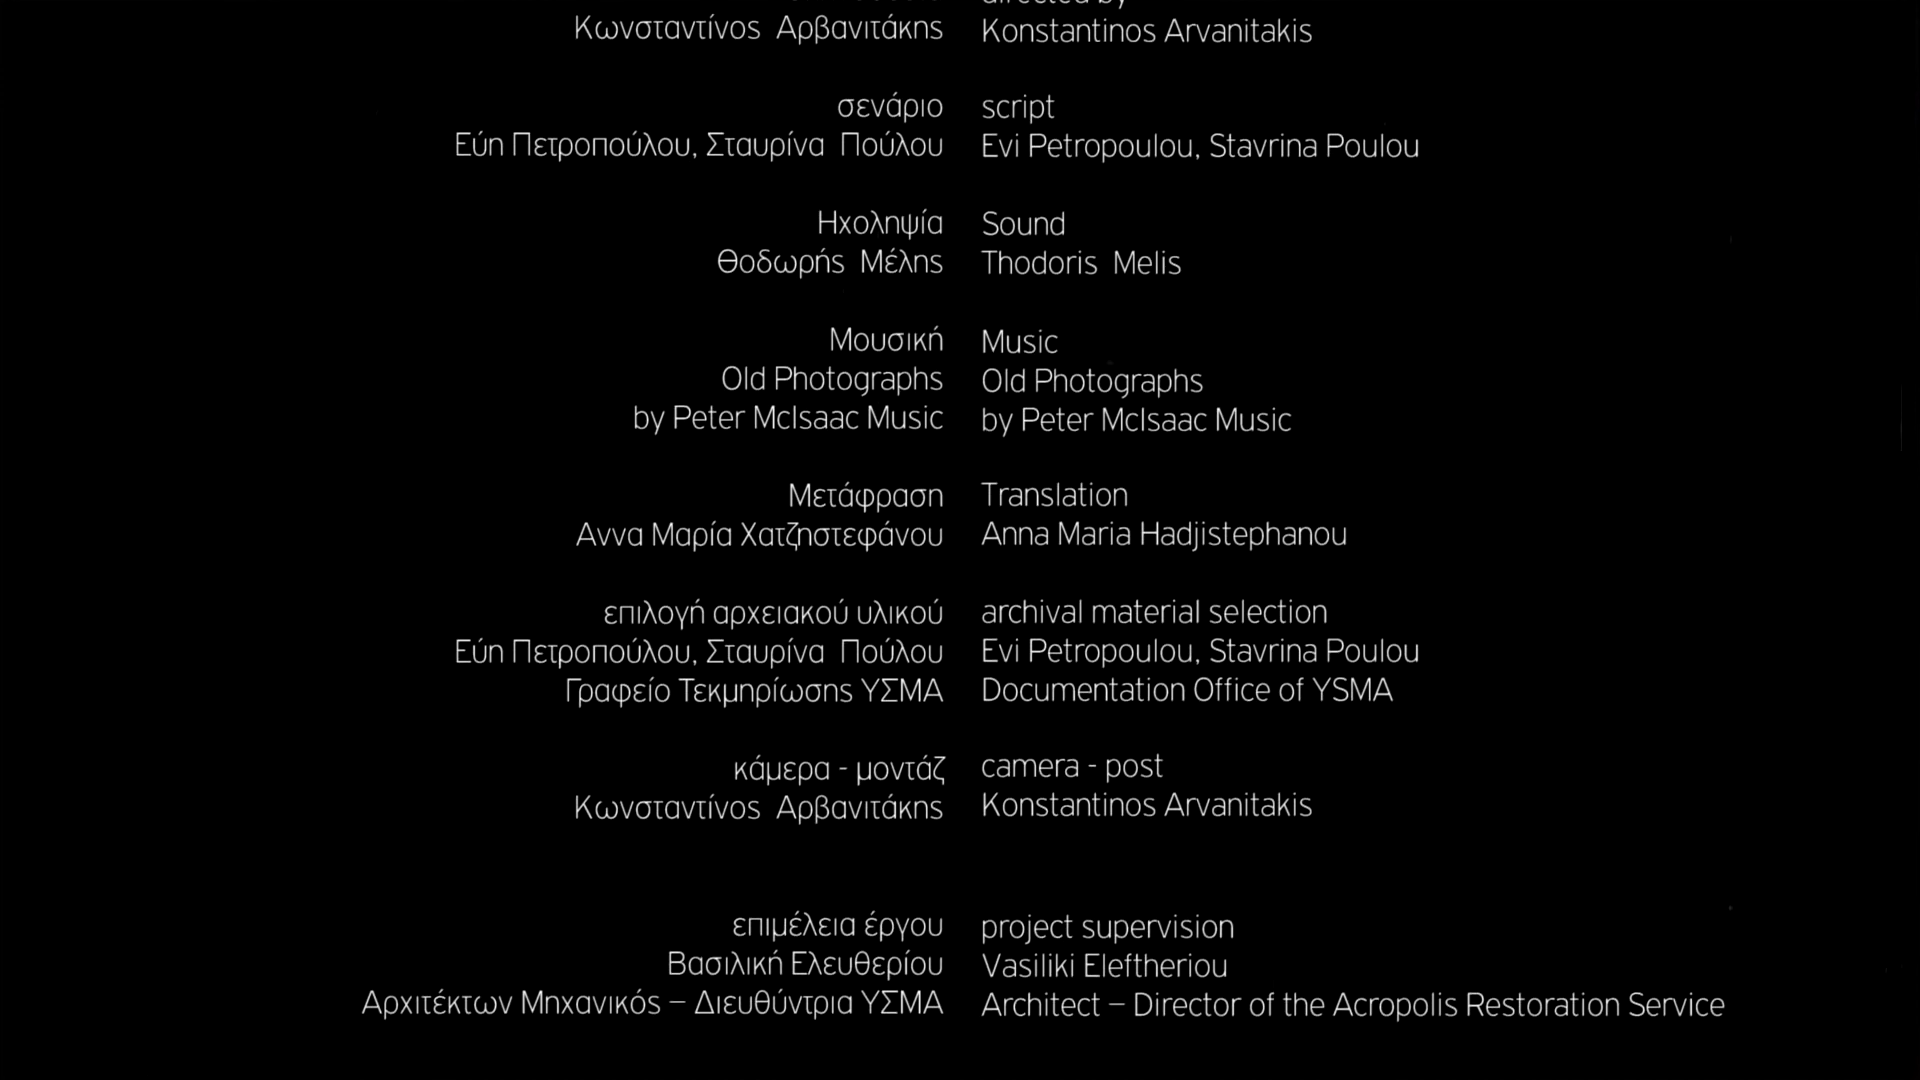 Κωνσταντίνος Αρβανιτάκης Konstantinos Arvanitakis
σενάριο script
Εύη Πετροπούλου, Σταυρίνα Πούλου Evi Petropoulou, Stavrina Poulou
Ηχοληψία Sound
Θοδωρής Μέλης Thodoris Melis
Μουσική Music
Old Photographs Old Photographs
by Peter McIsaac Music by Peter McIsaac Music
Μετάφραση Translation
Αννα Μαρία Χατζηστεφάνου Anna Maria Hadjistephanou
επιλογή αρχειακού υλικού archival material selection
Εύη Πετροπούλου, Σταυρίνα Πούλου Evi Petropoulou, Stavrina Poulou
Γραφείο Τεκμηρίωσης ΥΣΜΑ Documentation Office of YSMA
κάμερα - μοντάζ camera - post
Κωνσταντίνος Αρβανιτάκης Konstantinos Arvanitakis
επιμέλεια έργου project supervision
Βασιλική Ελευθερίου Vasiliki Eleftheriou
Αρχιτέκτων Μηχανικός – Διευθύντρια ΥΣΜΑ Architect – Director of the Acropolis Restoration Service